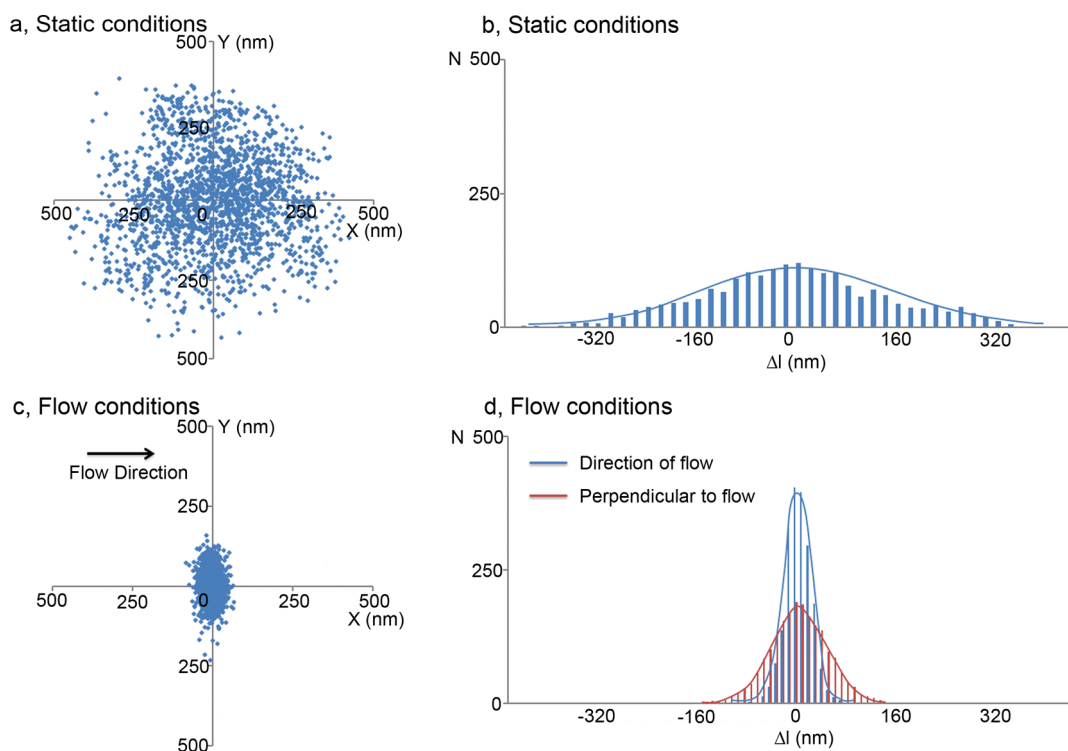 a, Static conditions
500
Y (nm)
250
500
250
0
250
500
X (nm)
250
500
b, Static conditions
N 500
250
0
-320
-160
0
160
320
Δl (nm)
c, Flow conditions
500
Y (nm)
Flow Direction
250
500
250
0
250
500
X (nm)
250
500
d, Flow conditions
N 500
Direction of flow
Perpendicular to flow
250
0
-320
-160
0
160
320
Δl (nm)